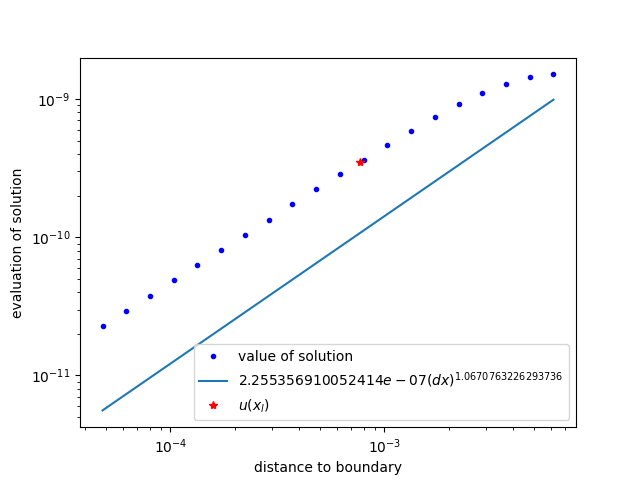 10⁻⁹
10⁻¹⁰
10⁻¹¹
evaluation of solution
value of solution
2.255356910052414e − 07(dx)^1.0670763226293736
u(x_l)
10⁻⁴ 10⁻³
distance to boundary